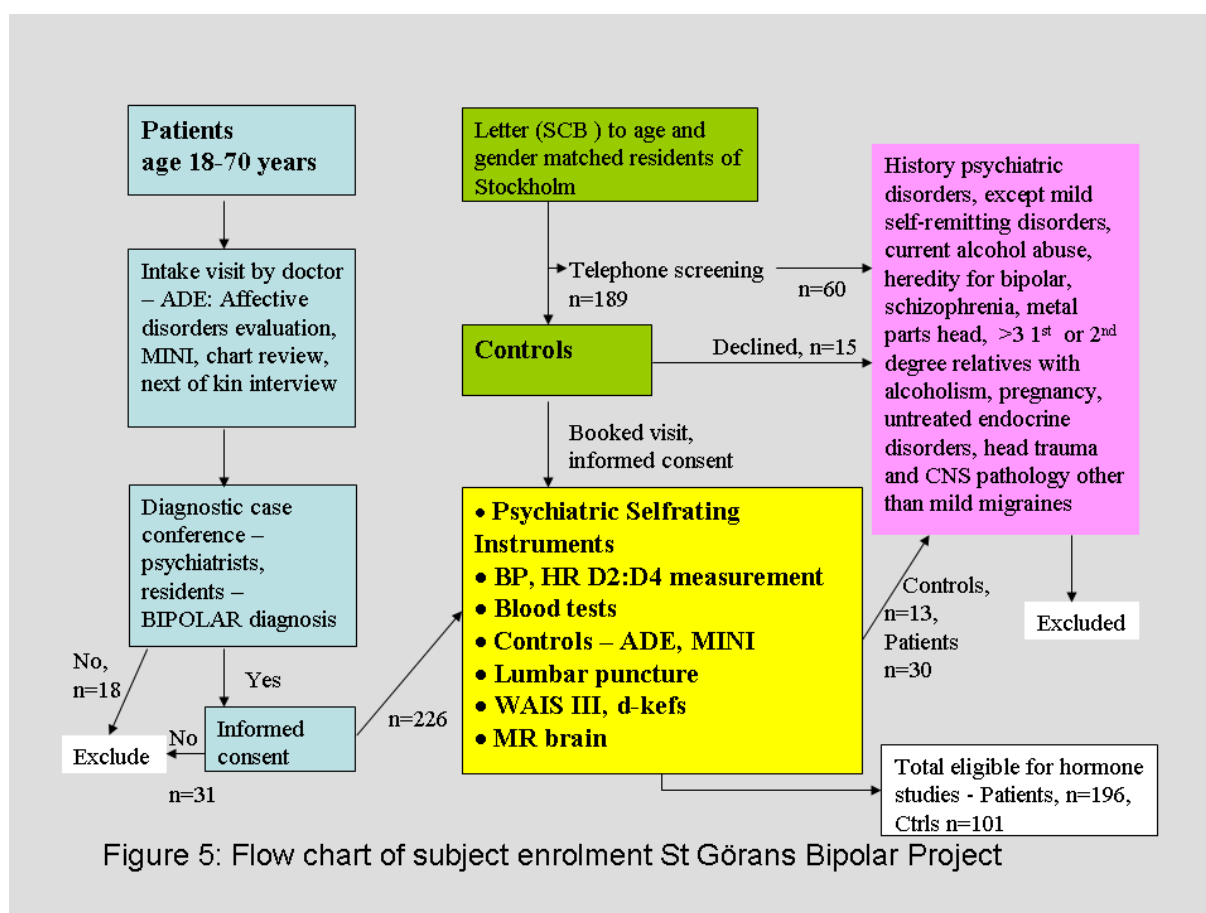 Patients
age 18-70 years
Intake visit by doctor
– ADE: Affective
disorders evaluation,
MINI, chart review,
next of kin interview
Diagnostic case
conference –
psychiatrists,
residents –
BIPOLAR diagnosis
No,
n=18
Yes
Informed
consent
No
Exclude
n=31
n=226
Letter (SCB ) to age and
gender matched residents of
Stockholm
Telephone screening
n=189
n=60
Controls
Declined, n=15
Booked visit,
informed consent
• Psychiatric Selfrating
Instruments
• BP, HR D2:D4 measurement
• Blood tests
• Controls – ADE, MINI
• Lumbar puncture
• WAIS III, d-kefs
• MR brain
History psychiatric
disorders, except mild
self-remitting disorders,
current alcohol abuse,
heredity for bipolar,
schizophrenia, metal
parts head, >3 1st or 2nd
degree relatives with
alcoholism, pregnancy,
untreated endocrine
disorders, head trauma
and CNS pathology other
than mild migraines
Controls,
n=13,
Patients
n=30
Excluded
Total eligible for hormone
studies - Patients, n=196,
Ctrls n=101
Figure 5: Flow chart of subject enrolment St Görans Bipolar Project